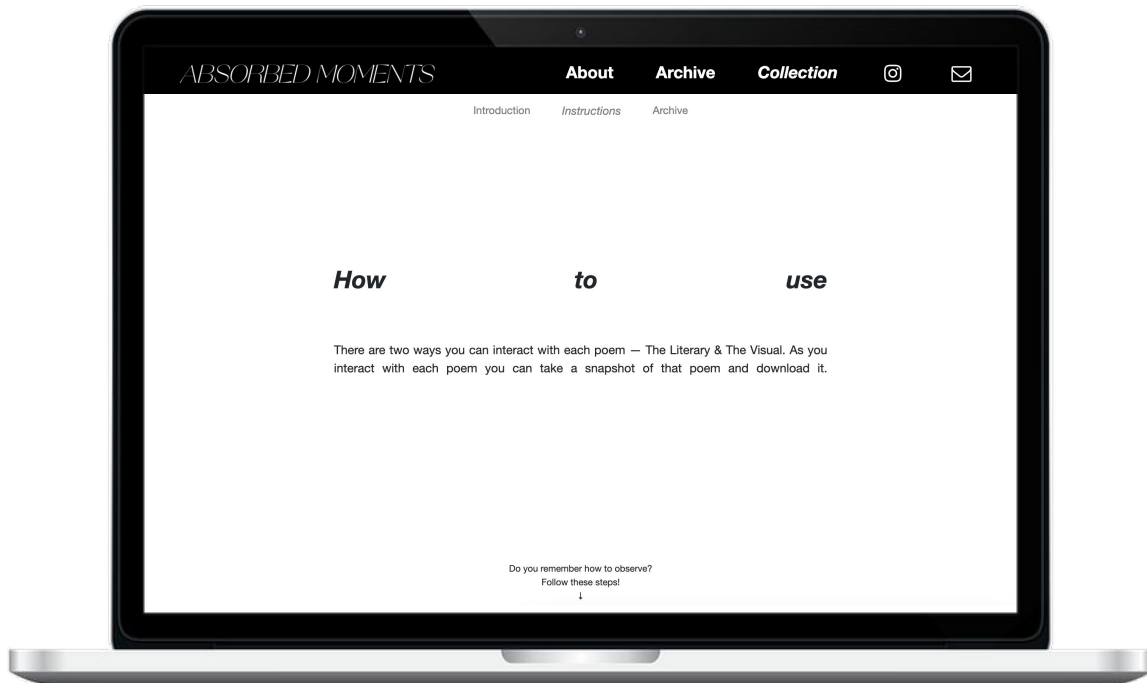 ABSORBED MOMENTS About Archive Collection
Introduction Instructions Archive
How to use
There are two ways you can interact with each poem — The Literary & The Visual. As you
interact with each poem you can take a snapshot of that poem and download it.
Do you remember how to observe?
Follow these steps!
↓